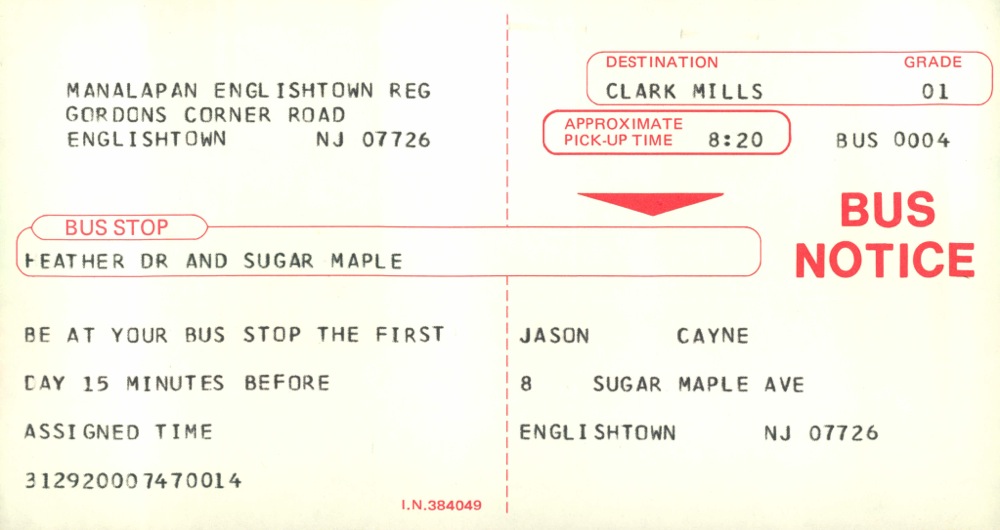 MANALAPAN ENGLISHTOWN REG
GORDONS CORNER ROAD
ENGLISHTOWN NJ 07726
DESTINATION GRADE
CLARK MILLS 01
APPROXIMATE
PICK-UP TIME 8:20 BUS 0004
BUS STOP
HEATHER DR AND SUGAR MAPLE
BUS
NOTICE
BE AT YOUR BUS STOP THE FIRST
DAY 15 MINUTES BEFORE
ASSIGNED TIME
312920007470014
I.N.384049
JASON CAYNE
8 SUGAR MAPLE AVE
ENGLISHTOWN NJ 07726